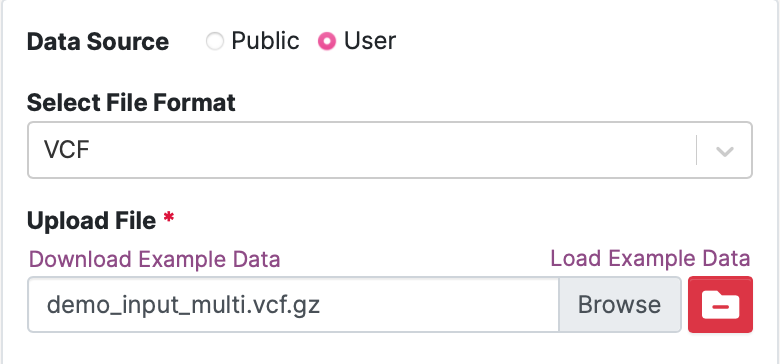 Data Source Public User
Select File Format
VCF
Upload File *
Download Example Data Load Example Data
demo_input_multi.vcf.gz Browse